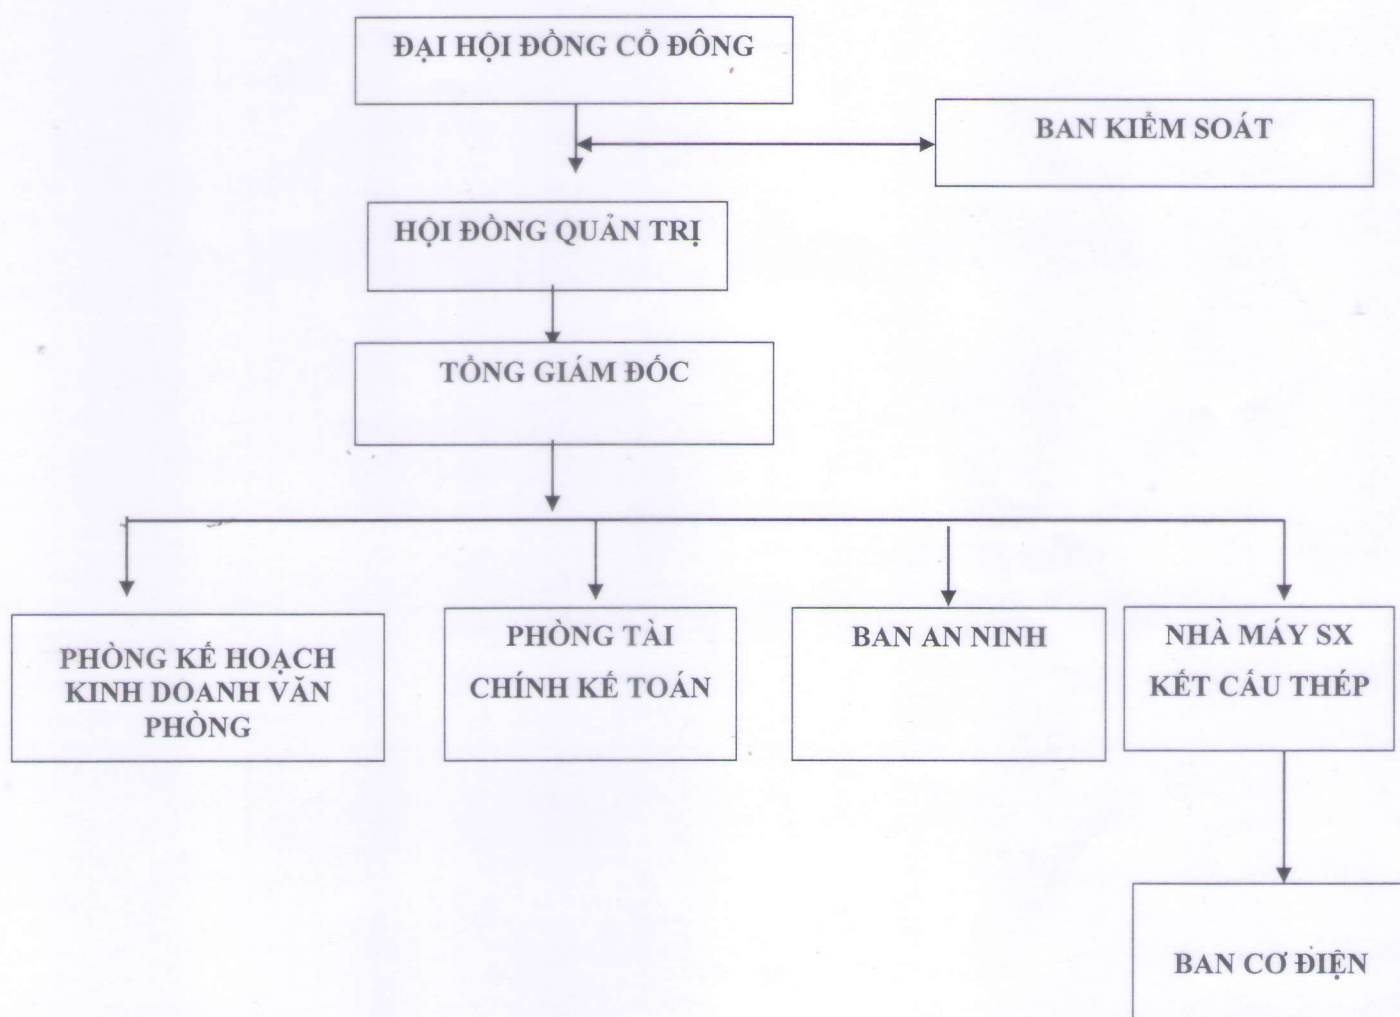 ĐẠI HỘI ĐỒNG CỔ ĐÔNG
BAN KIỂM SOÁT
HỘI ĐỒNG QUẢN TRỊ
TỔNG GIÁM ĐỐC
PHÒNG KẾ HOẠCH
KINH DOANH VĂN
PHÒNG
PHÒNG TÀI
CHÍNH KẾ TOÁN
BAN AN NINH
NHÀ MÁY SX
KẾT CẤU THÉP
BAN CƠ ĐIỆN